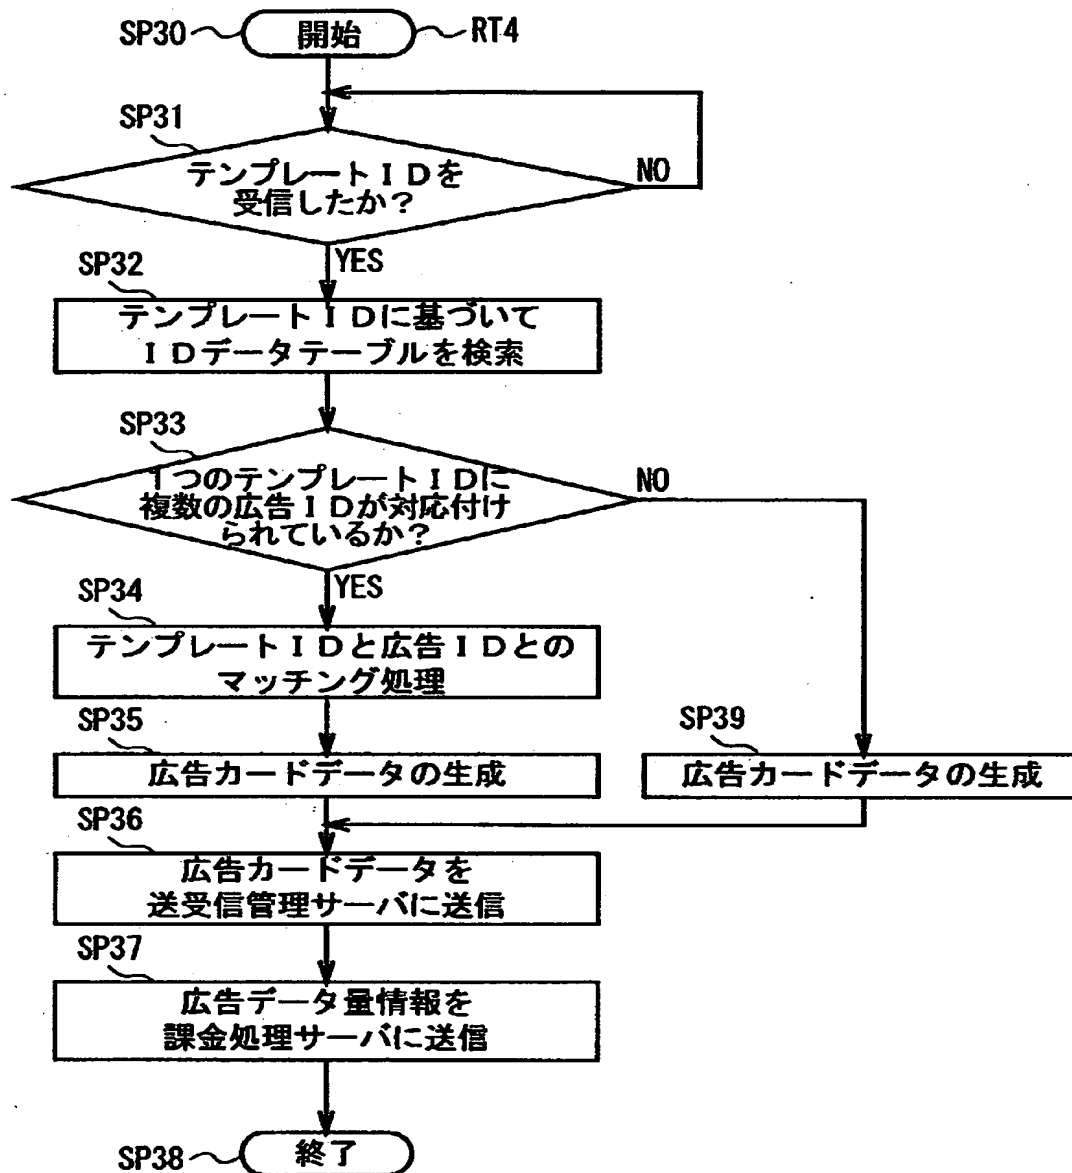 SP30 開始 RT4
SP31
テンプレートＩＤを
受信したか？
NO
YES
SP32
テンプレートＩＤに基づいて
ＩＤデータテーブルを検索
SP33
１つのテンプレートＩＤに
複数の広告ＩＤが対応付け
られているか？
NO
YES
SP34
テンプレートＩＤと広告ＩＤとの
マッチング処理
SP35
広告カードデータの生成
SP39
広告カードデータの生成
SP36
広告カードデータを
送受信管理サーバに送信
SP37
広告データ量情報を
課金処理サーバに送信
SP38 終了